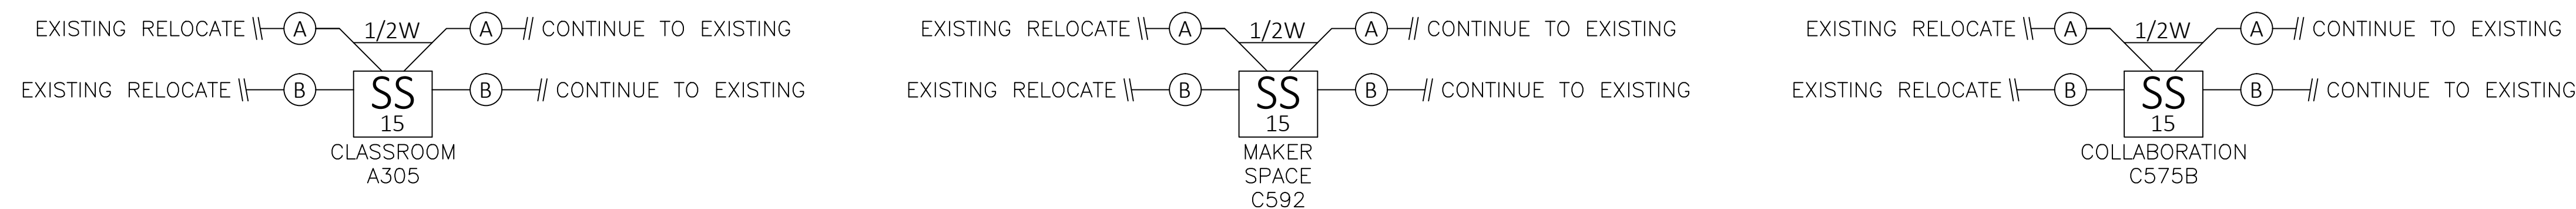 EXISTING RELOCATE A 1/2W A CONTINUE TO EXISTING
EXISTING RELOCATE B SS B CONTINUE TO EXISTING
15
CLASSROOM
A305
EXISTING RELOCATE A 1/2W A CONTINUE TO EXISTING
EXISTING RELOCATE B SS B CONTINUE TO EXISTING
15
MAKER
SPACE
C592
EXISTING RELOCATE A 1/2W A CONTINUE TO EXISTING
EXISTING RELOCATE B SS B CONTINUE TO EXISTING
15
COLLABORATION
C575B